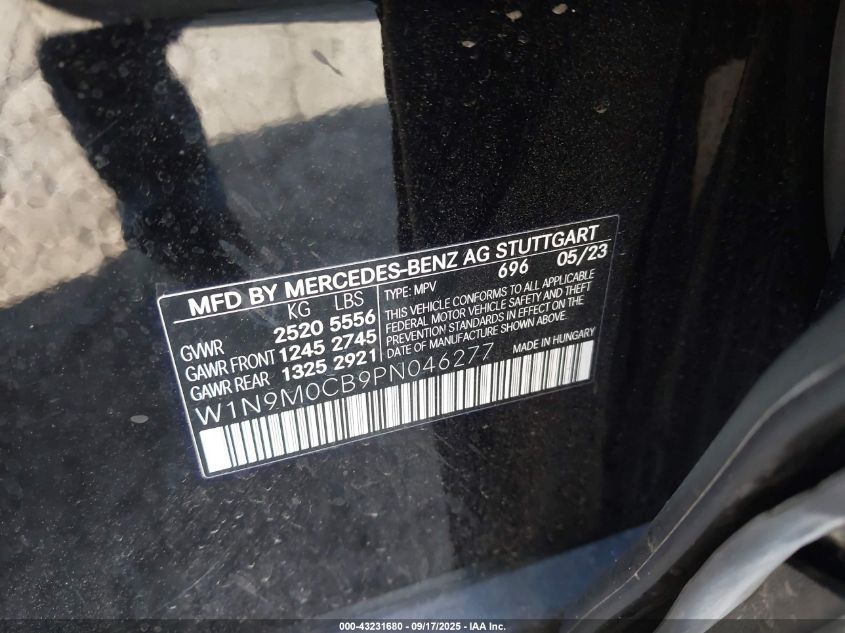 MFD BY MERCEDES-BENZ AG STUTTGART
KG LBS
GVWR 2520 5556
GAWR FRONT 1245 2745
GAWR REAR 1325 2921
TYPE: MPV 696 05/23
THIS VEHICLE CONFORMS TO ALL APPLICABLE
FEDERAL MOTOR VEHICLE SAFETY AND THEFT
PREVENTION STANDARDS IN EFFECT ON THE
DATE OF MANUFACTURE SHOWN ABOVE.
W1N9M0CB9PN046277 MADE IN HUNGARY
000-43231680 - 09/17/2025 - IAA Inc.